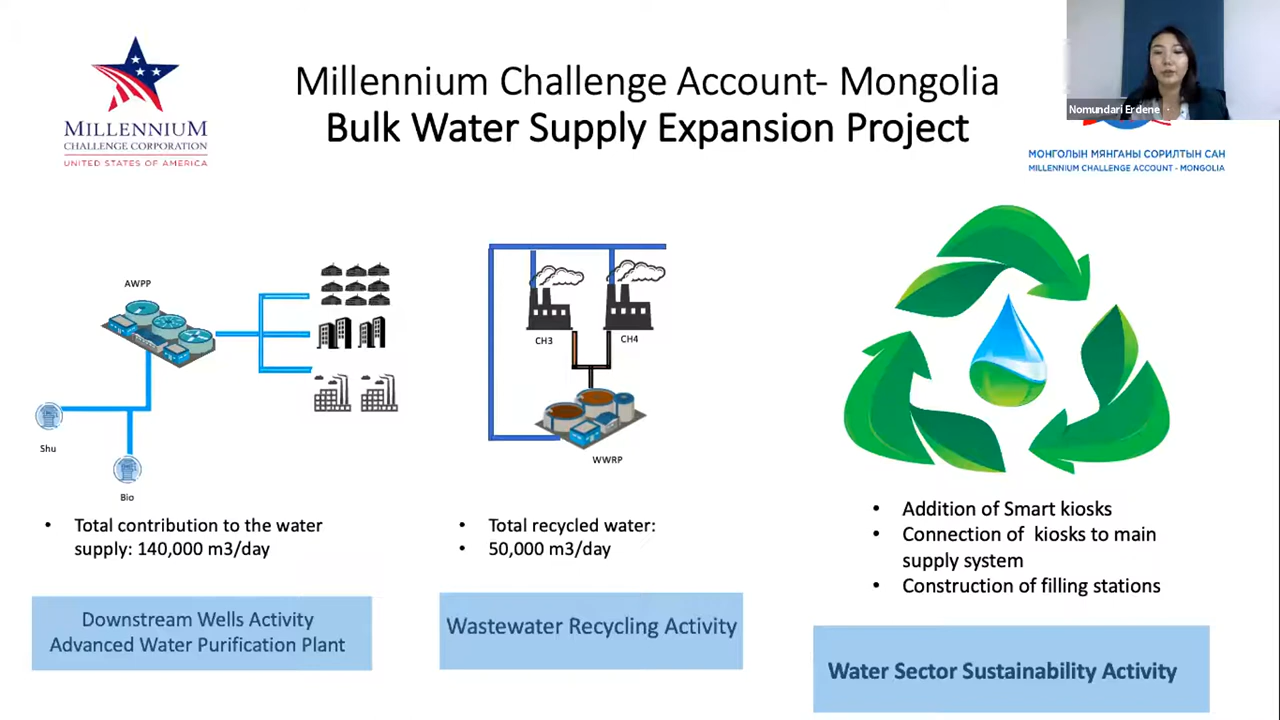 Millennium Challenge Account- Mongolia
Bulk Water Supply Expansion Project
MILLENNIUM
CHALLENGE CORPORATION
UNITED STATES OF AMERICA
Nomundari Erdene
МОНГОЛЫН МЯНГАНЫ СОРИЛТЫН САН
MILLENNIUM CHALLENGE ACCOUNT - MONGOLIA
AWPP
Shu
Bio
• Total contribution to the water
supply: 140,000 m3/day
Downstream Wells Activity
Advanced Water Purification Plant
CH3
CH4
WWRP
• Total recycled water:
• 50,000 m3/day
Wastewater Recycling Activity
• Addition of Smart kiosks
• Connection of kiosks to main
supply system
• Construction of filling stations
Water Sector Sustainability Activity